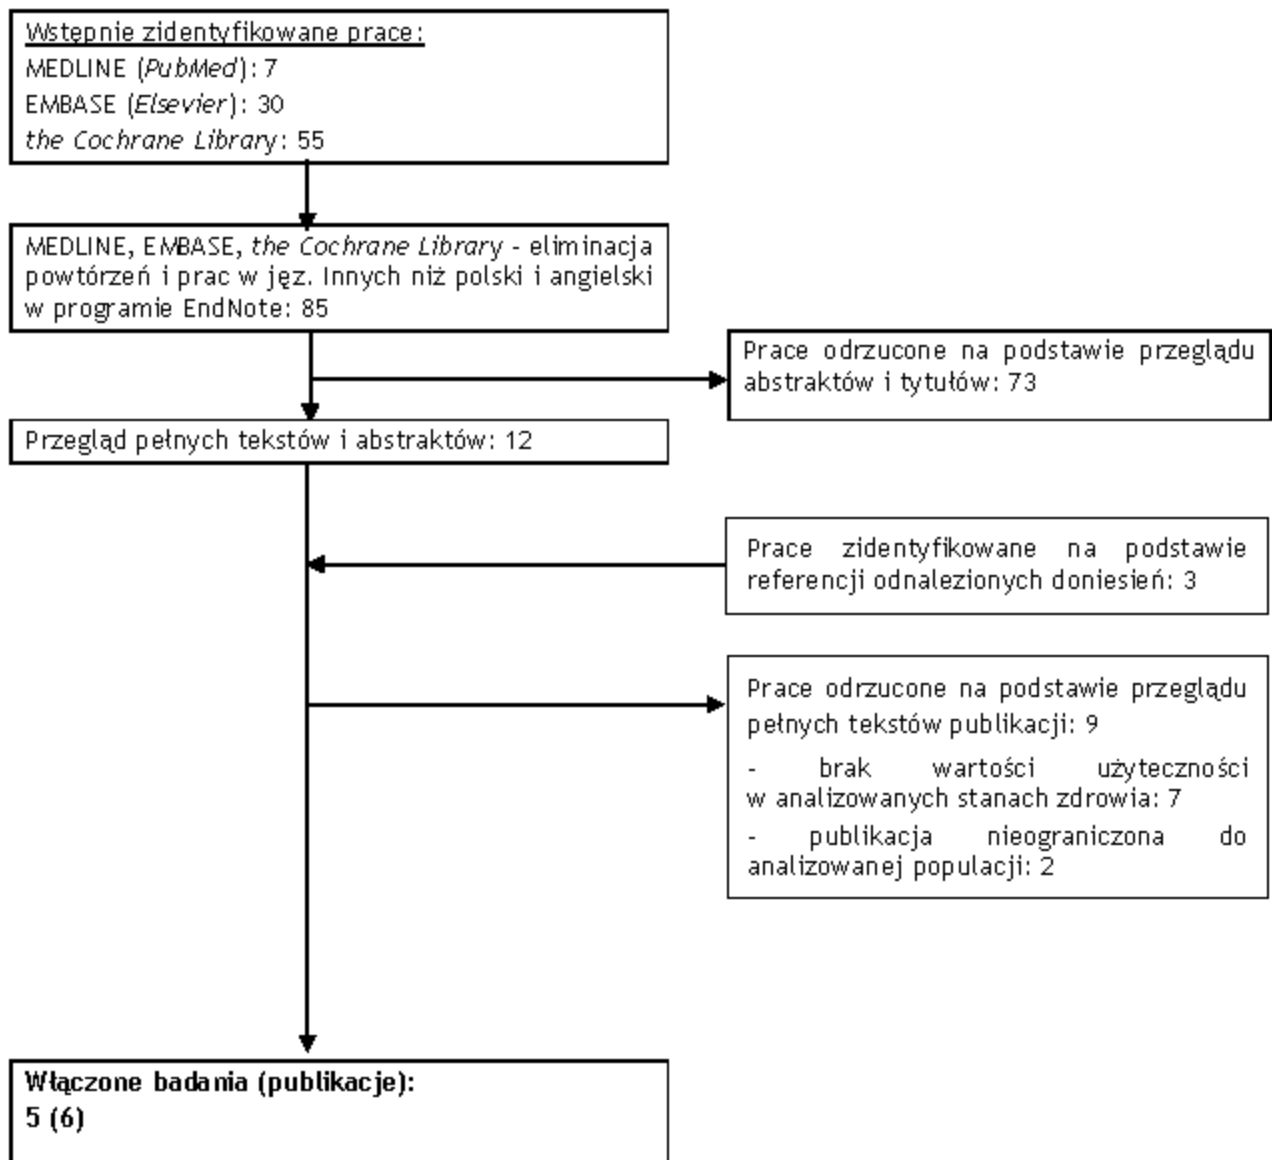 Wstępnie zidentyfikowane prace:
MEDLINE (PubMed): 7
EMBASE (Elsevier): 30
the Cochrane Library: 55
MEDLINE, EMBASE, the Cochrane Library - eliminacja
powtórzeń i prac w jęz. Innych niż polski i angielski
w programie EndNote: 85
Prace odrzucone na podstawie przeglądu
abstraktów i tytułów: 73
Przegląd pełnych tekstów i abstraktów: 12
Prace zidentyfikowane na podstawie
referencji odnalezionych doniesień: 3
Prace odrzucone na podstawie przeglądu
pełnych tekstów publikacji: 9
- brak wartości użyteczności
w analizowanych stanach zdrowia: 7
- publikacja nieograniczona do
analizowanej populacji: 2
Włączone badania (publikacje):
5 (6)